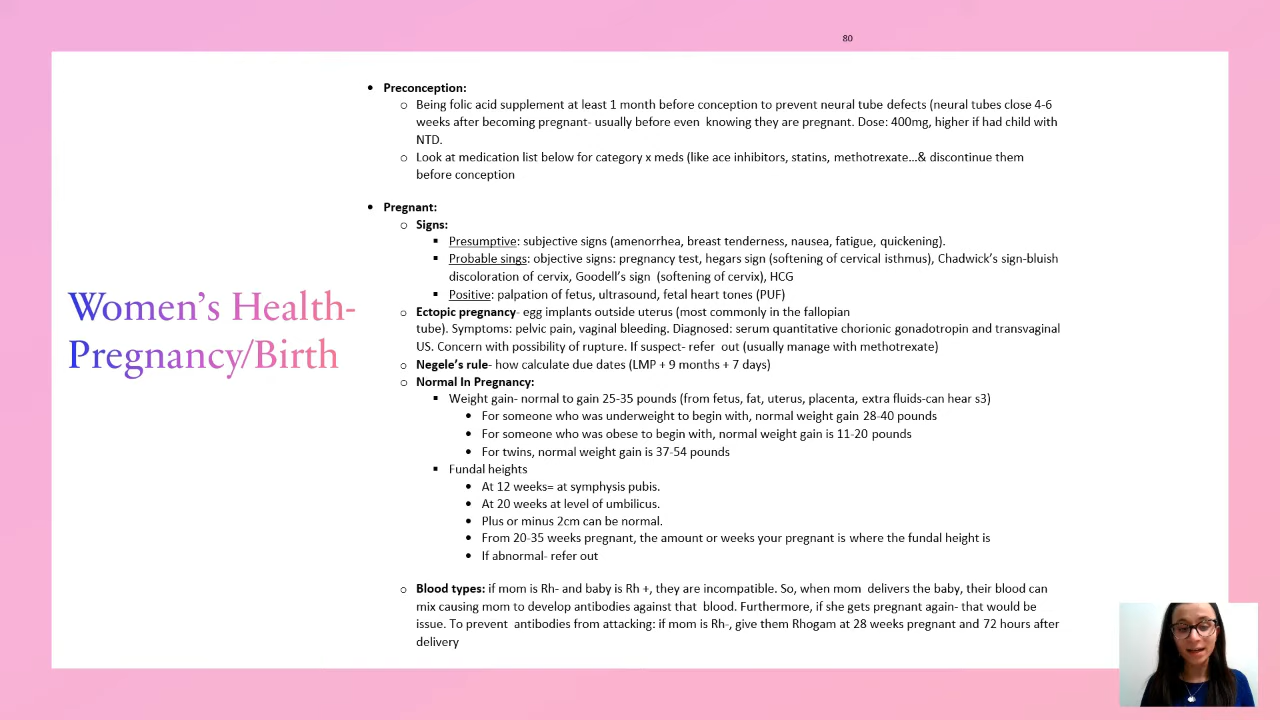 80
Women's Health-
Pregnancy/Birth
• Preconception:
o Being folic acid supplement at least 1 month before conception to prevent neural tube defects (neural tubes close 4-6
weeks after becoming pregnant- usually before even knowing they are pregnant. Dose: 400mg, higher if had child with
NTD.
o Look at medication list below for category x meds (like ace inhibitors, statins, methotrexate…& discontinue them
before conception
• Pregnant:
o Signs:
▪ Presumptive: subjective signs (amenorrhea, breast tenderness, nausea, fatigue, quickening).
▪ Probable sings: objective signs: pregnancy test, hegars sign (softening of cervical isthmus), Chadwick's sign-bluish
discoloration of cervix, Goodell's sign (softening of cervix), HCG
▪ Positive: palpation of fetus, ultrasound, fetal heart tones (PUF)
o Ectopic pregnancy- egg implants outside uterus (most commonly in the fallopian
tube). Symptoms: pelvic pain, vaginal bleeding. Diagnosed: serum quantitative chorionic gonadotropin and transvaginal
US. Concern with possibility of rupture. If suspect- refer out (usually manage with methotrexate)
o Negele's rule- how calculate due dates (LMP + 9 months + 7 days)
o Normal In Pregnancy:
▪ Weight gain- normal to gain 25-35 pounds (from fetus, fat, uterus, placenta, extra fluids-can hear s3)
• For someone who was underweight to begin with, normal weight gain 28-40 pounds
• For someone who was obese to begin with, normal weight gain is 11-20 pounds
• For twins, normal weight gain is 37-54 pounds
▪ Fundal heights
• At 12 weeks= at symphysis pubis.
• At 20 weeks at level of umbilicus.
• Plus or minus 2cm can be normal.
• From 20-35 weeks pregnant, the amount or weeks your pregnant is where the fundal height is
• If abnormal- refer out
o Blood types: if mom is Rh- and baby is Rh +, they are incompatible. So, when mom delivers the baby, their blood can
mix causing mom to develop antibodies against that blood. Furthermore, if she gets pregnant again- that would be
issue. To prevent antibodies from attacking: if mom is Rh-, give them Rhogam at 28 weeks pregnant and 72 hours after
delivery